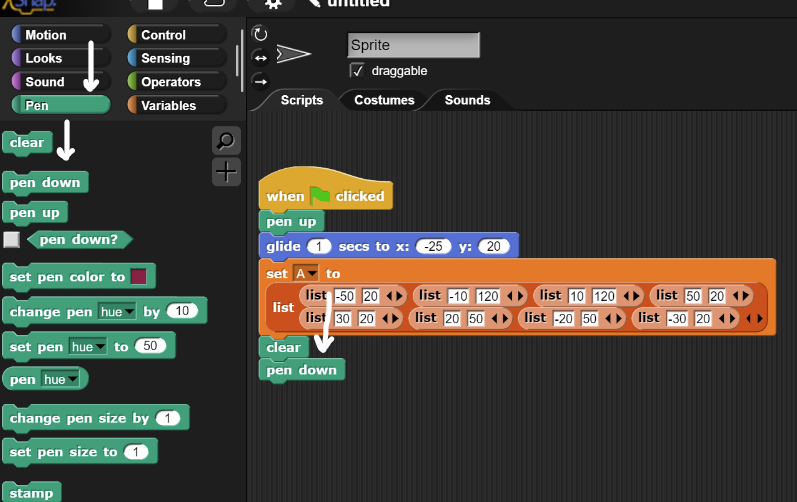 Snap!
untitled
Motion
Control
Looks
Sensing
Sound
Operators
Pen
Variables
Sprite
draggable
Scripts
Costumes
Sounds
clear
pen down
pen up
pen down?
set pen color to
change pen hue by 10
set pen hue to 50
pen hue
change pen size by 1
set pen size to 1
stamp
when clicked
pen up
glide 1 secs to x: -25 y: 20
set A to
list
list -50 20 list -10 120 list 10 120 list 50 20
list 30 20 list 20 50 list -20 50 list -30 20
clear
pen down